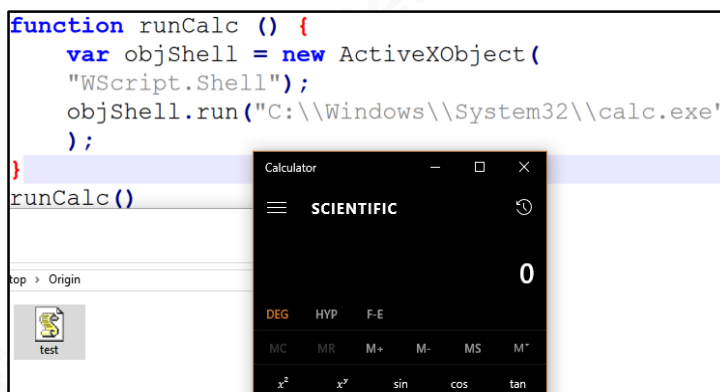 function runCalc () {
var objShell = new ActiveXObject(
"WScript.Shell");
objShell.run("C:\\Windows\\System32\\calc.exe"
);
}
runCalc()
Calculator
SCIENTIFIC
0
top › Origin
test
DEG HYP F-E
MC MR M+ M- MS M˅
x² xʸ sin cos tan